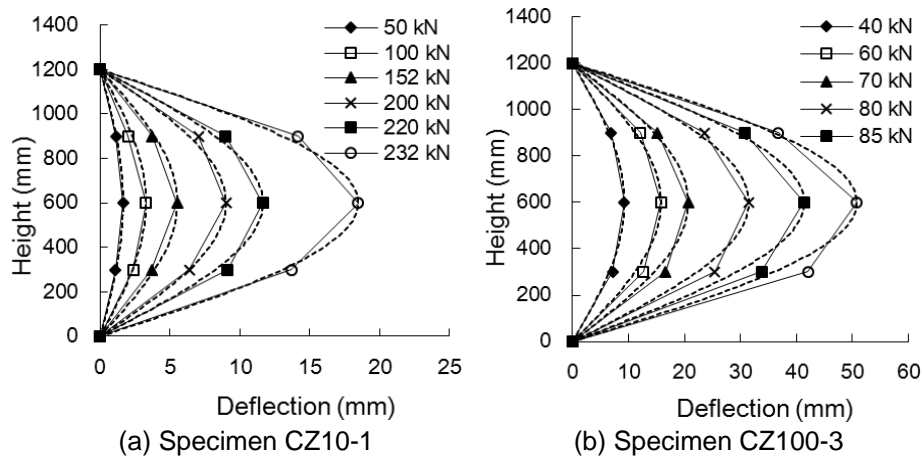 1400
1200
1000
800
600
400
200
0
Height (mm)
0 5 10 15 20 25
Deflection (mm)
50 kN
100 kN
152 kN
200 kN
220 kN
232 kN
(a) Specimen CZ10-1
1400
1200
1000
800
600
400
200
0
Height (mm)
0 10 20 30 40 50 60
Deflection (mm)
40 kN
60 kN
70 kN
80 kN
85 kN
(b) Specimen CZ100-3